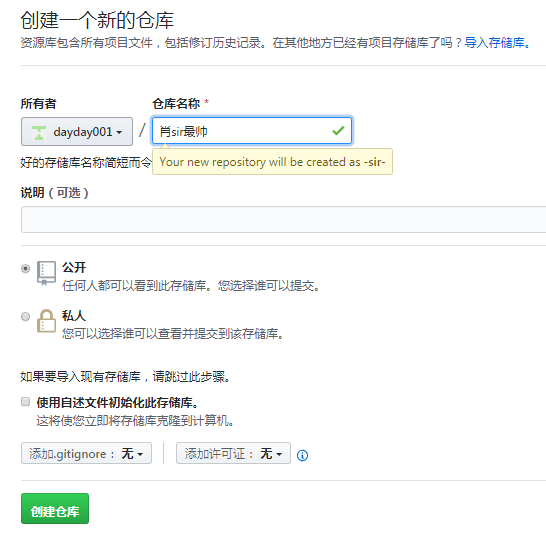 创建一个新的仓库
资源库包含所有项目文件，包括修订历史记录。在其他地方已经有项目存储库了吗？导入存储库。
所有者
仓库名称 *
dayday001
/
肖sir最帅
好的存储库名称简短而令
Your new repository will be created as -sir-
说明（可选）
公开
任何人都可以看到此存储库。您选择谁可以提交。
私人
您可以选择谁可以查看并提交到该存储库。
如果要导入现有存储库，请跳过此步骤。
使用自述文件初始化此存储库。
这将使您立即将存储库克隆到计算机。
添加.gitignore：无
添加许可证：无
创建仓库